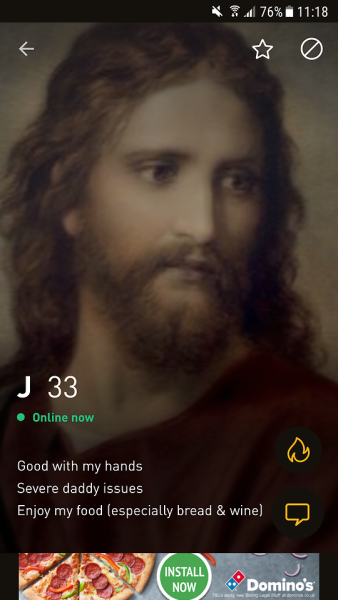 76% 11:18
J 33
Online now
Good with my hands
Severe daddy issues
Enjoy my food (especially bread & wine)
INSTALL
NOW
Domino's